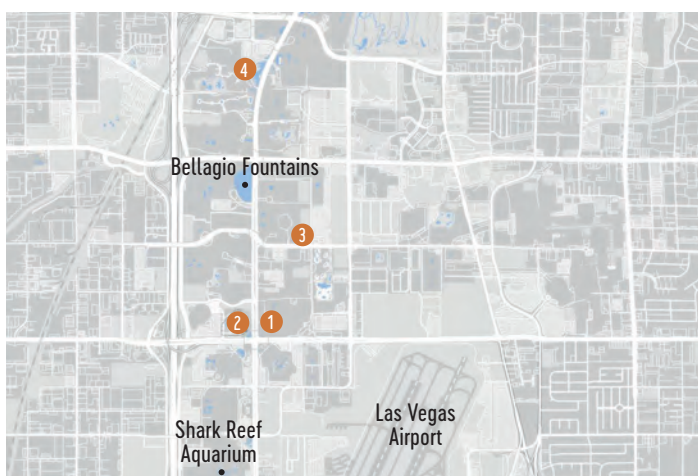 4
Bellagio Fountains
3
2
1
Shark Reef
Aquarium
Las Vegas
Airport